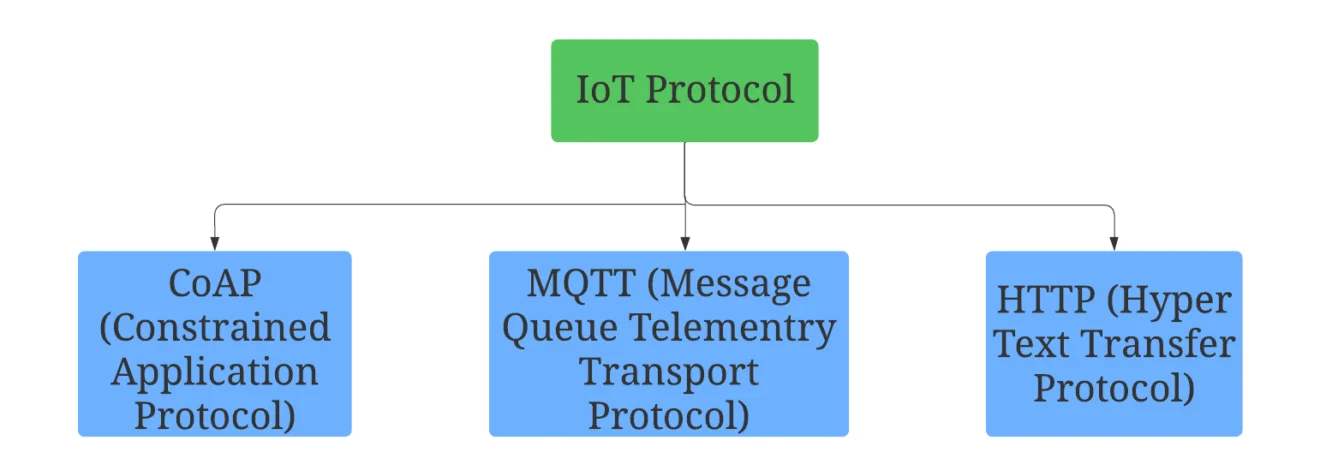 IoT Protocol
CoAP
(Constrained
Application
Protocol)
MQTT (Message
Queue Telementry
Transport
Protocol)
HTTP (Hyper
Text Transfer
Protocol)